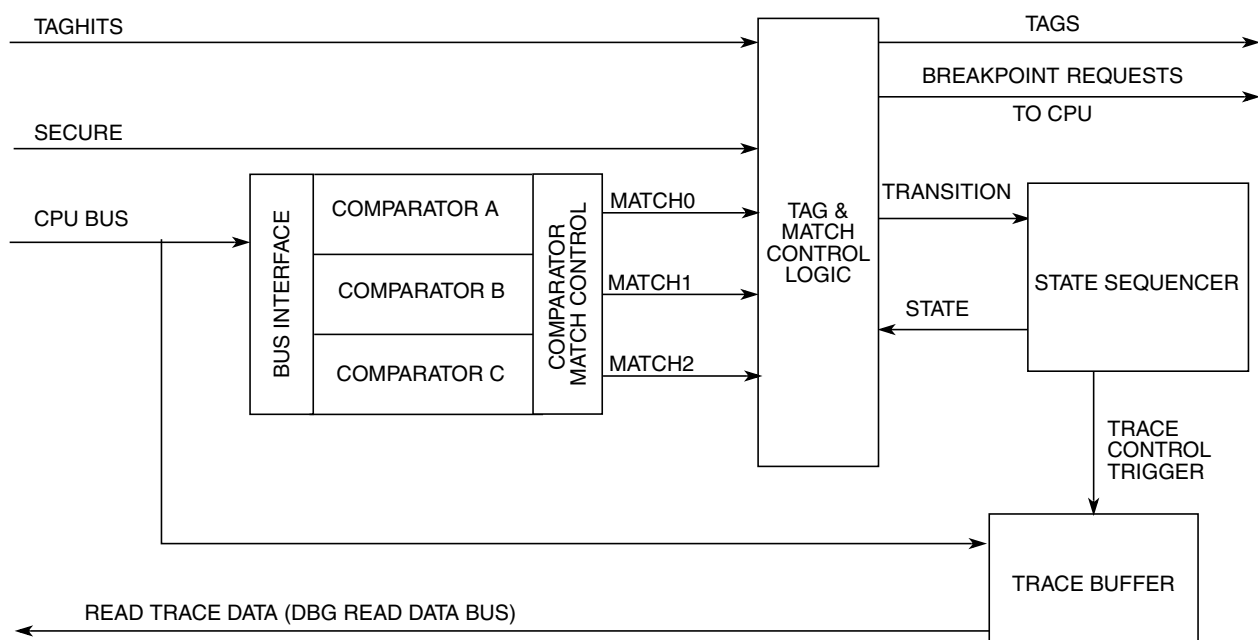 TAGHITS
TAGS
BREAKPOINT REQUESTS
TO CPU
SECURE
CPU BUS
BUS INTERFACE
COMPARATOR A
COMPARATOR B
COMPARATOR C
COMPARATOR
MATCH CONTROL
MATCH0
MATCH1
MATCH2
TAG &
MATCH
CONTROL
LOGIC
TRANSITION
STATE
STATE SEQUENCER
TRACE
CONTROL
TRIGGER
TRACE BUFFER
READ TRACE DATA (DBG READ DATA BUS)